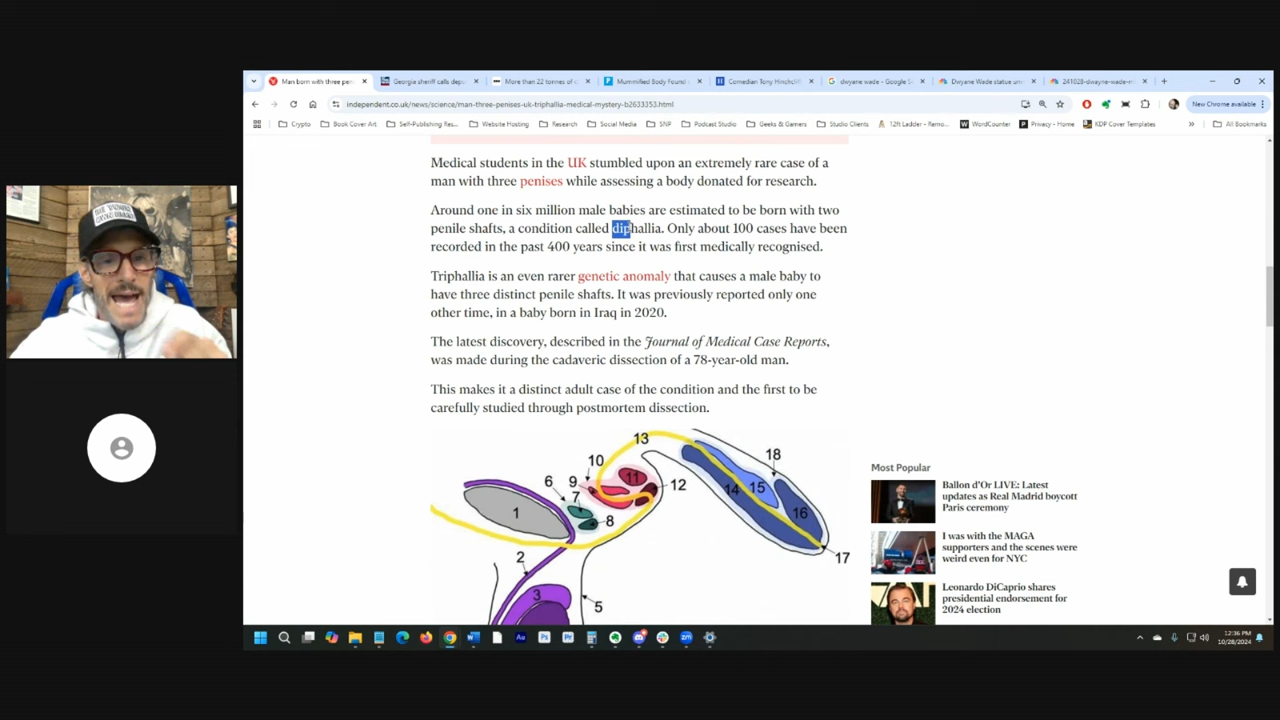 Man born with three pen
Georgia sheriff calls depu
More than 22 tonnes of c
Mummified Body Found
Comedian Tony Hinchcliff
dwyane wade - Google S
Dwyane Wade statue un
241028-dwayne-wade-m
independent.co.uk/news/science/man-three-penises-uk-triphallia-medical-mystery-b2633353.html
New Chrome available
Crypto
Book Cover Art
Self-Publishing Res...
Website Hosting
Research
Social Media
SNP
Podcast Studio
Geeks & Gamers
Studio Clients
12ft Ladder – Remo...
WordCounter
Privacy - Home
KDP Cover Templates
All Bookmarks
Medical students in the UK stumbled upon an extremely rare case of a
man with three penises while assessing a body donated for research.
Around one in six million male babies are estimated to be born with two
penile shafts, a condition called diphallia. Only about 100 cases have been
recorded in the past 400 years since it was first medically recognised.
Triphallia is an even rarer genetic anomaly that causes a male baby to
have three distinct penile shafts. It was previously reported only one
other time, in a baby born in Iraq in 2020.
The latest discovery, described in the Journal of Medical Case Reports,
was made during the cadaveric dissection of a 78-year-old man.
This makes it a distinct adult case of the condition and the first to be
carefully studied through postmortem dissection.
13
18
10
6
9
11
7
12
14
15
1
8
16
17
2
3
5
Most Popular
Ballon d'Or LIVE: Latest
updates as Real Madrid boycott
Paris ceremony
I was with the MAGA
supporters and the scenes were
weird even for NYC
Leonardo DiCaprio shares
presidential endorsement for
2024 election
12:36 PM
10/28/2024